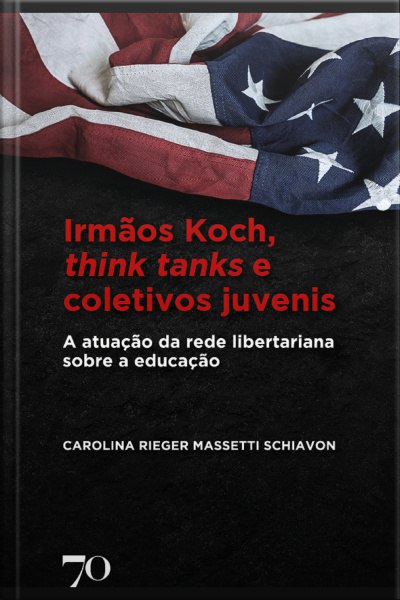 Irmãos Koch,
think tanks e
coletivos juvenis
A atuação da rede libertariana
sobre a educação
CAROLINA RIEGER MASSETTI SCHIAVON
70